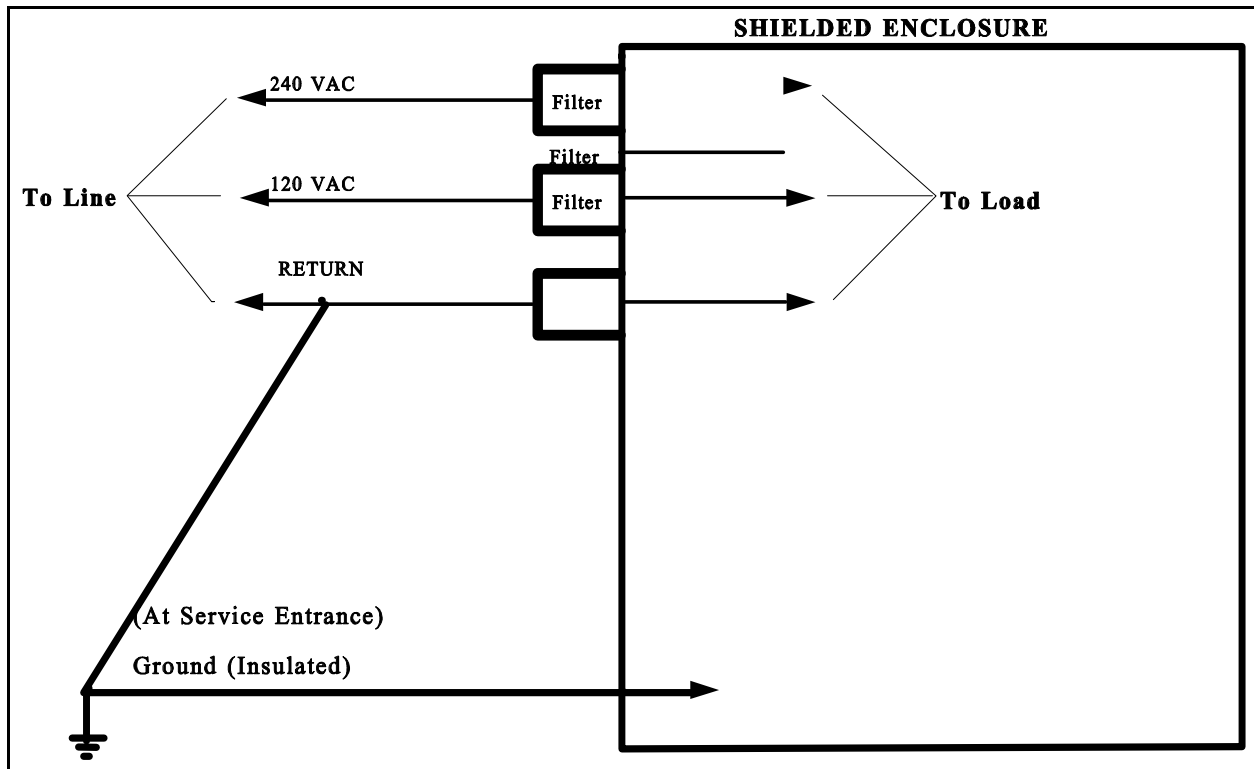 SHIELDED ENCLOSURE
240 VAC
Filter
Filter
120 VAC
To Line
Filter
To Load
RETURN
(At Service Entrance)
Ground (Insulated)